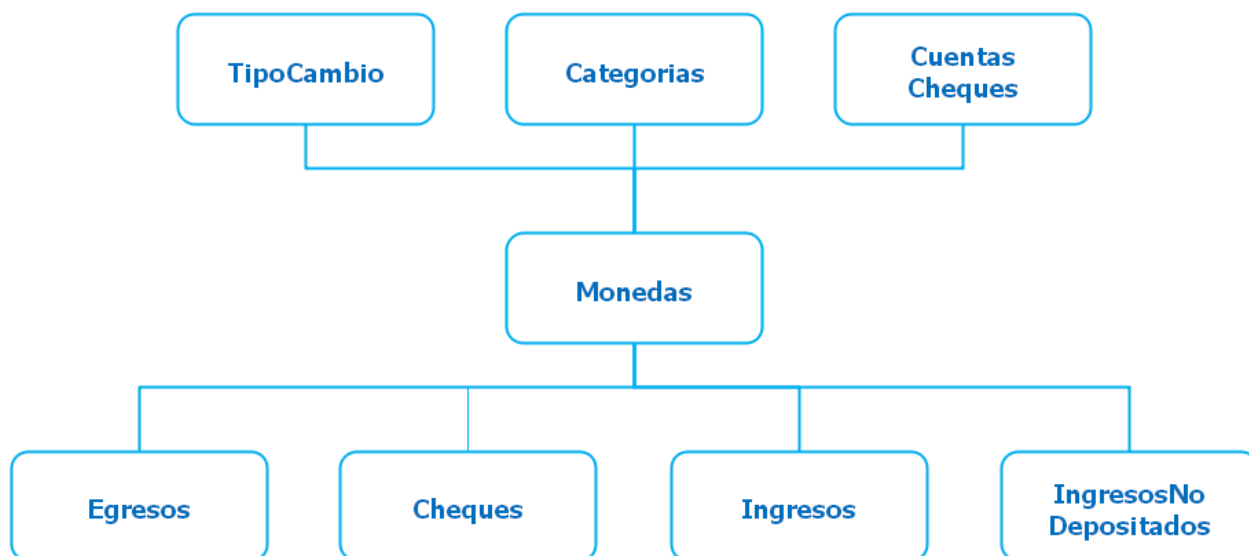 TipoCambio
Categorias
Cuentas
Cheques
Monedas
Egresos
Cheques
Ingresos
IngresosNo
Depositados